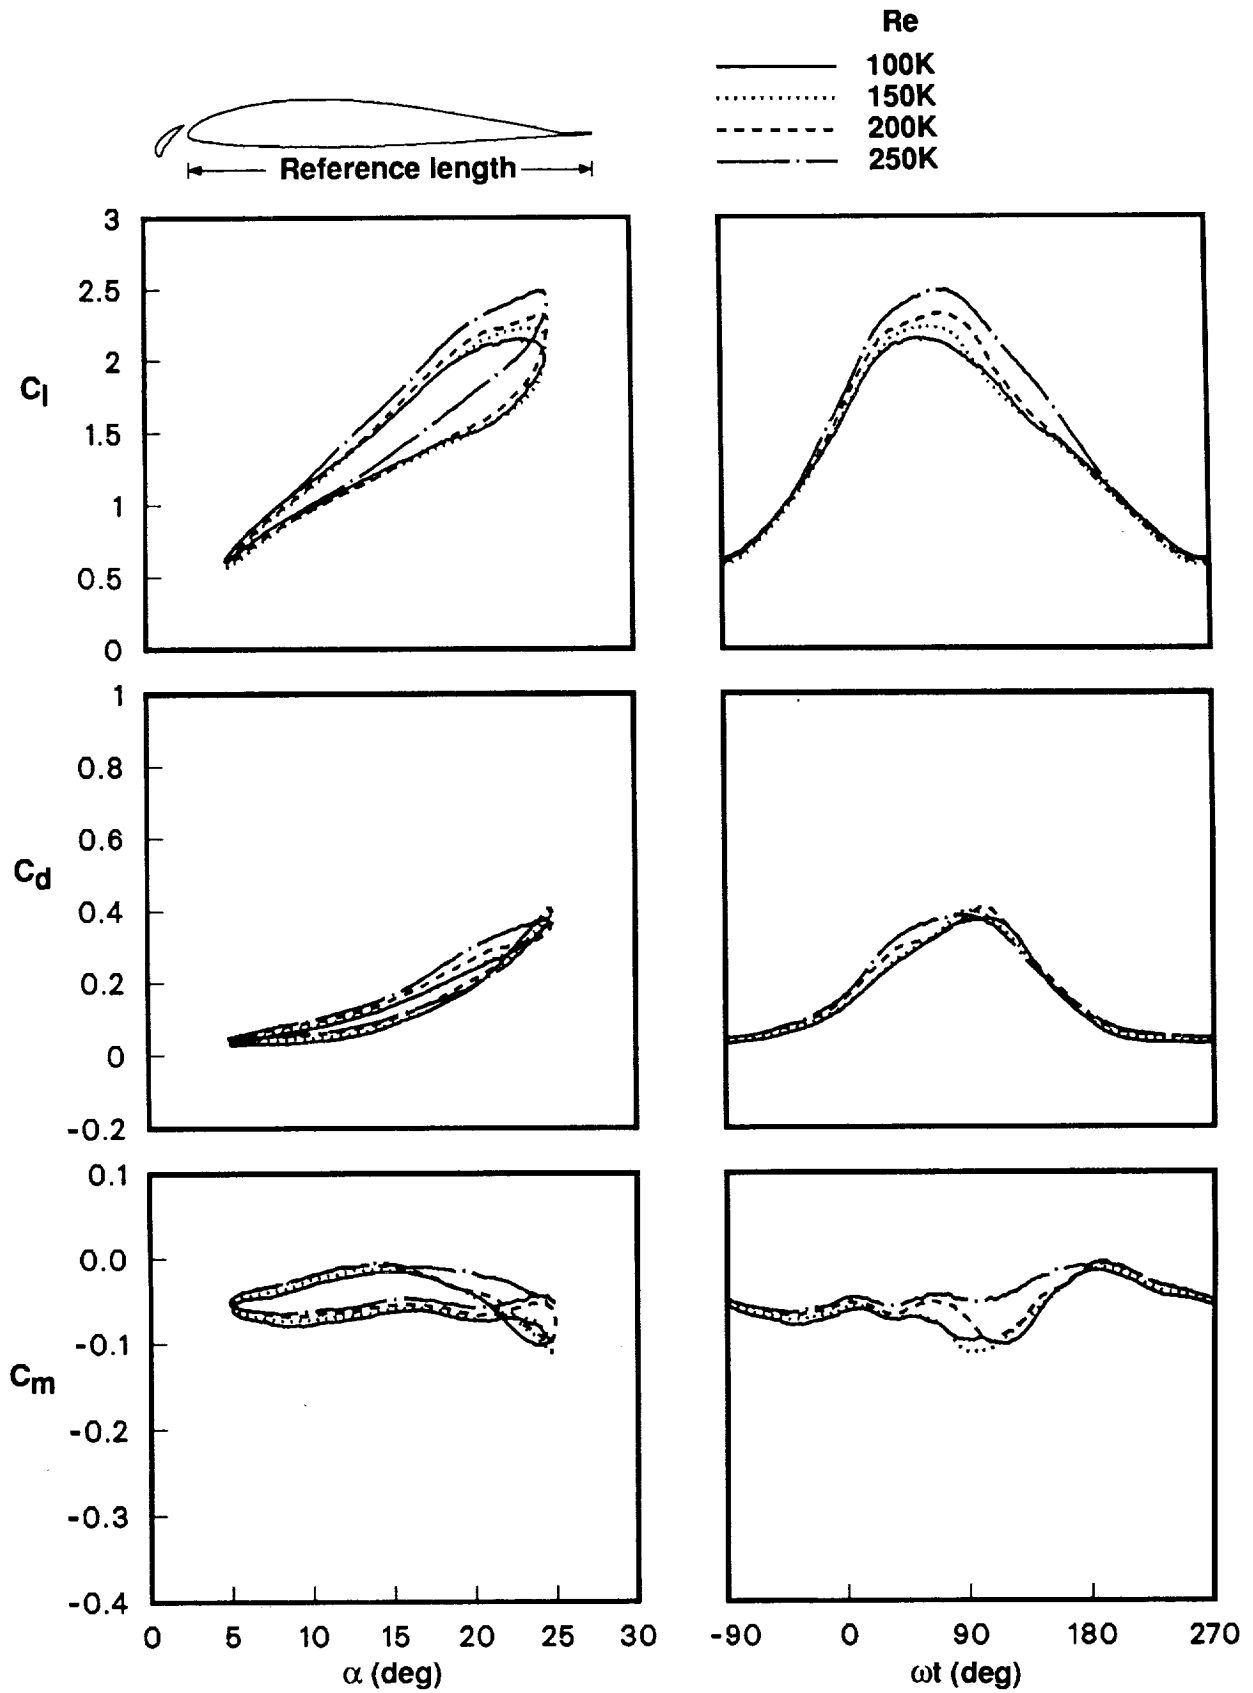 Re
100K
150K
200K
250K
Reference length
3
2.5
2
1.5
1
0.5
0
Cl
1
0.8
0.6
0.4
0.2
0
-0.2
Cd
0.1
0.0
-0.1
-0.2
-0.3
-0.4
Cm
0 5 10 15 20 25 30
α (deg)
-90 0 90 180 270
ωt (deg)